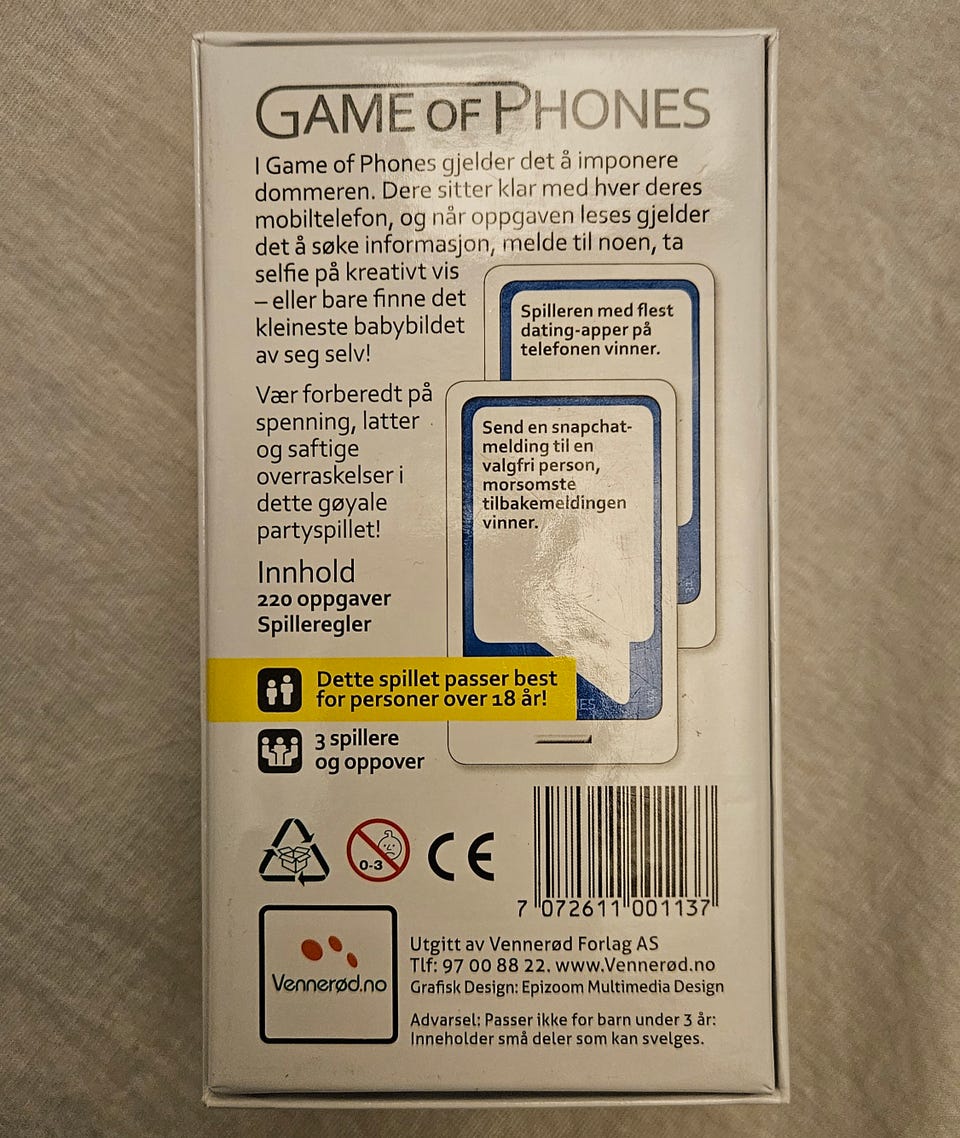 GAME OF PHONES
I Game of Phones gjelder det å imponere
dommeren. Dere sitter klar med hver deres
mobiltelefon, og når oppgaven leses gjelder
det å søke informasjon, melde til noen, ta
selfie på kreativt vis
– eller bare finne det
kleineste babybildet
av seg selv!
Vær forberedt på
spenning, latter
og saftige
overraskelser i
dette gøyale
partyspillet!
Spilleren med flest
dating-apper på
telefonen vinner.
Send en snapchat-
melding til en
valgfri person,
morsomste
tilbakemeldingen
vinner.
Innhold
220 oppgaver
Spilleregler
Dette spillet passer best
for personer over 18 år!
3 spillere
og oppover
0-3
CE
7 072611 001137
Vennerød.no
Utgitt av Vennerød Forlag AS
Tlf: 97 00 88 22. www.Vennerød.no
Grafisk Design: Epizoom Multimedia Design
Advarsel: Passer ikke for barn under 3 år:
Inneholder små deler som kan svelges.